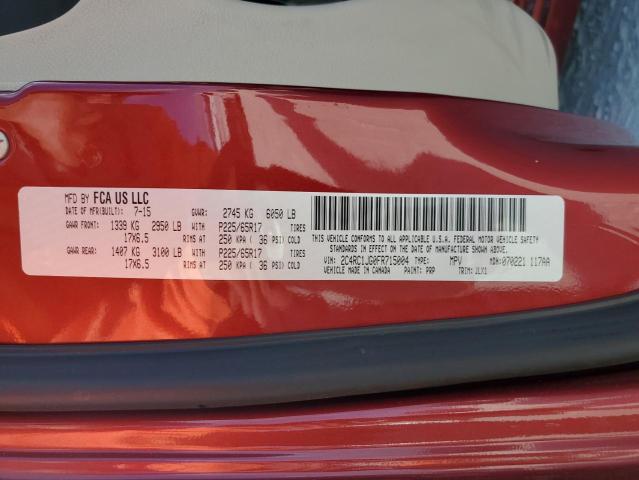 MFD BY FCA US LLC
DATE OF MFR(BUILT): 7-15 GVWR: 2745 KG 6050 LB
GAWR FRONT: 1339 KG 2950 LB WITH P225/65R17 TIRES
17X6.5 RIMS AT 250 KPA ( 36 PSI) COLD
GAWR REAR: 1407 KG 3100 LB WITH P225/65R17 TIRES
17X6.5 RIMS AT 250 KPA ( 36 PSI) COLD
THIS VEHICLE CONFORMS TO ALL APPLICABLE U.S.A. FEDERAL MOTOR VEHICLE SAFETY
STANDARDS IN EFFECT ON THE DATE OF MANUFACTURE SHOWN ABOVE.
VIN: 2C4RC1JG0FR715004 TYPE: MPV MDH: 070221 117AA
VEHICLE MADE IN CANADA PAINT: PRP TRIM: JLX1